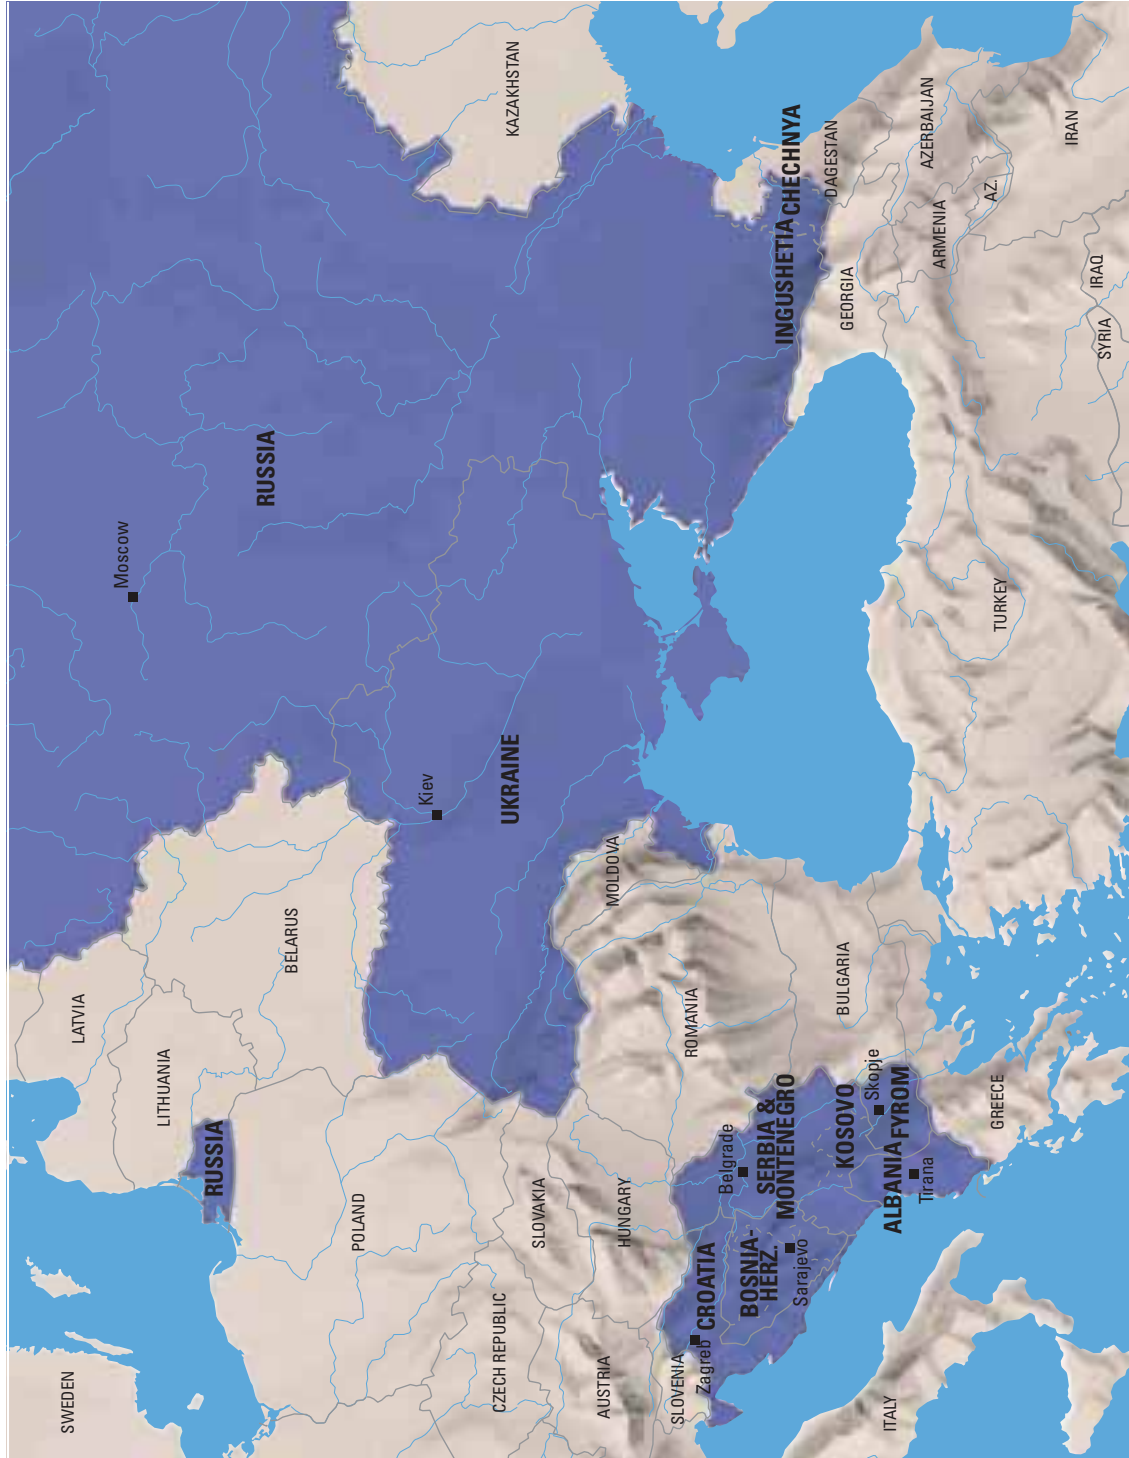 SWEDEN
LATVIA
LITHUANIA
RUSSIA
BELARUS
POLAND
Moscow
RUSSIA
KAZAKHSTAN
Kiev
UKRAINE
CZECH REPUBLIC
SLOVAKIA
AUSTRIA
HUNGARY
MOLDOVA
SLOVENIA
Zagreb
CROATIA
ROMANIA
Belgrade
BOSNIA-
HERZ.
Sarajevo
SERBIA &
MONTENEGRO
KOSOVO
BULGARIA
Skopje
FYROM
ALBANIA
Tirana
ITALY
GREECE
TURKEY
INGUSHETIA
CHECHNYA
DAGESTAN
GEORGIA
AZERBAIJAN
ARMENIA
AZ.
IRAN
IRAQ
SYRIA